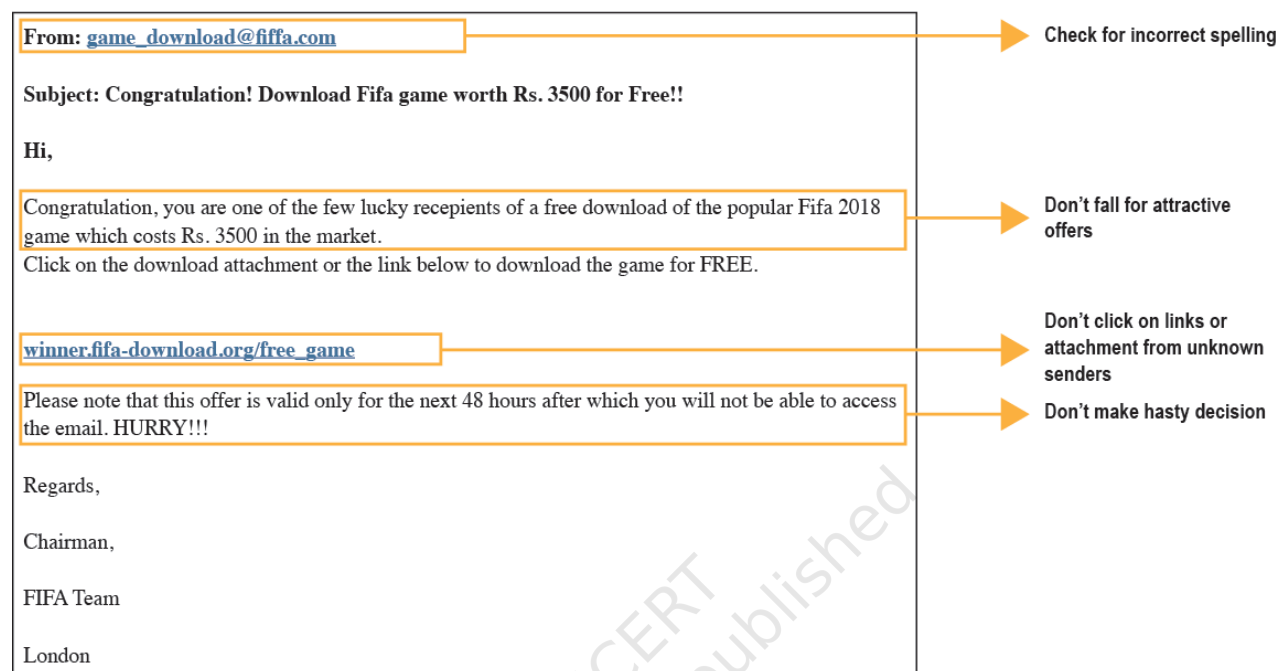 From: game_download@fiffa.com
Check for incorrect spelling
Subject: Congratulation! Download Fifa game worth Rs. 3500 for Free!!
Hi,
Congratulation, you are one of the few lucky recepients of a free download of the popular Fifa 2018
game which costs Rs. 3500 in the market.
Don't fall for attractive
offers
Click on the download attachment or the link below to download the game for FREE.
winner.fifa-download.org/free_game
Don't click on links or
attachment from unknown
senders
Please note that this offer is valid only for the next 48 hours after which you will not be able to access
the email. HURRY!!!
Don't make hasty decision
Regards,
Chairman,
FIFA Team
London